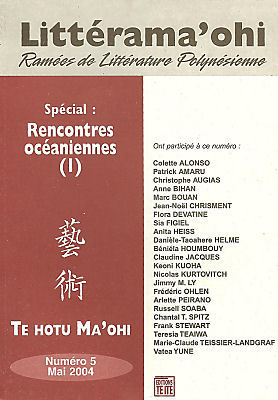 Littérama'ohi
Ramées de Littérature Polynésienne
Spécial :
Rencontres
océaniennes
(1)
藝
術
TE HOTU MA'OHI
Numéro 5
Mai 2004
Ont participé à ce numéro :
Colette ALONSO
Patrick AMARU
Christophe AUGIAS
Anne BIHAN
Marc BOUAN
Jean-Noël CHRISMENT
Flora DEVATINE
Sia FIGIEL
Anita HEISS
Danièle-Taoahere HELME
Béniéla HOUMBOUY
Claudine JACQUES
Keoni KUOHA
Nicolas KURTOVITCH
Jimmy M. LY
Frédéric OHLEN
Arlette PEIRANO
Russell SOABA
Chantal T. SPITZ
Frank STEWART
Teresia TEAIWA
Marie-Claude TEISSIER-LANDGRAF
Vatea YUNE
EDITIONS
TE ITE